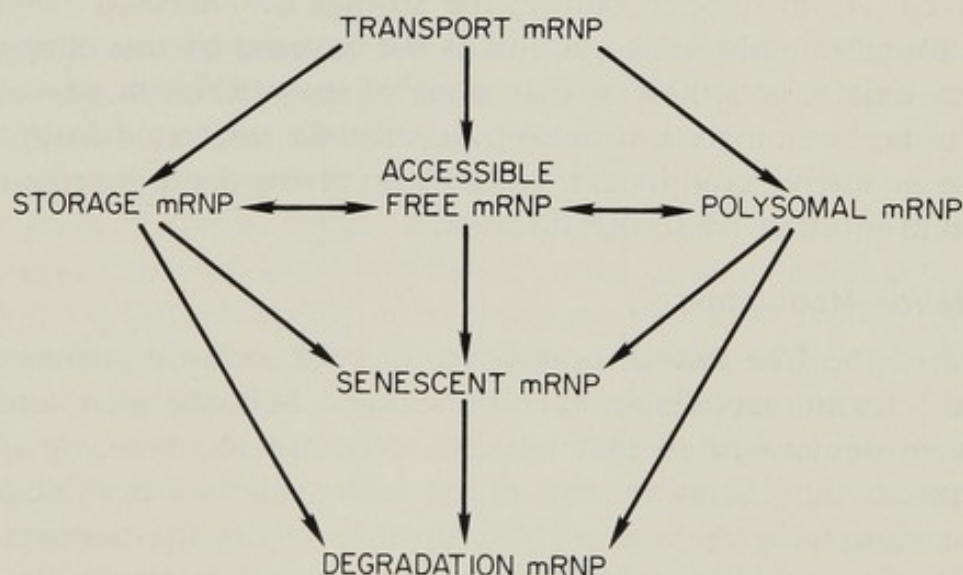 TRANSPORT mRNP
ACCESSIBLE
STORAGE mRNP FREE mRNP POLYSOMAL mRNP
SENESCENT mRNP
DEGRADATION mRNP